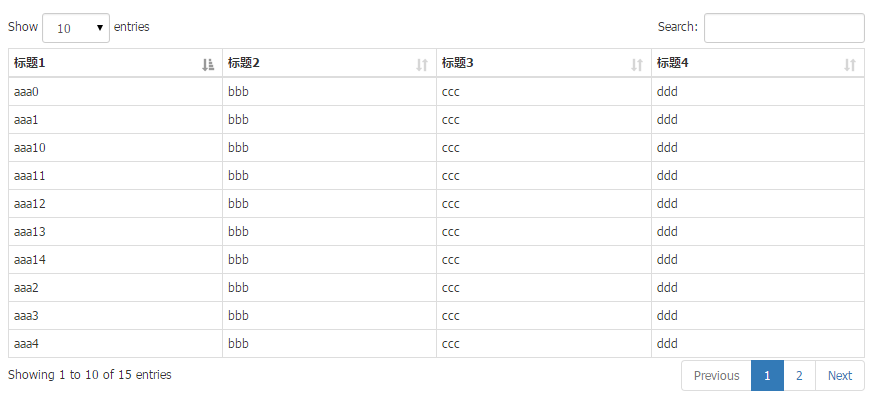 Show 10 entries Search:
标题1 标题2 标题3 标题4
aaa0 bbb ccc ddd
aaa1 bbb ccc ddd
aaa10 bbb ccc ddd
aaa11 bbb ccc ddd
aaa12 bbb ccc ddd
aaa13 bbb ccc ddd
aaa14 bbb ccc ddd
aaa2 bbb ccc ddd
aaa3 bbb ccc ddd
aaa4 bbb ccc ddd
Showing 1 to 10 of 15 entries Previous 1 2 Next